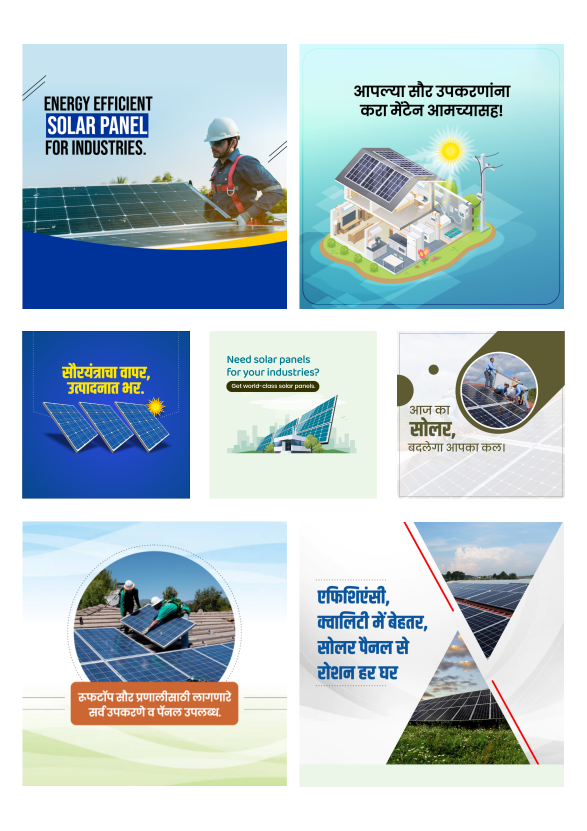 ENERGY EFFICIENT
SOLAR PANEL
FOR INDUSTRIES.
आपल्या सौर उपकरणांना
करा मेंटेन आमच्यासह!
सौरयंत्राचा वापर,
उत्पादनात भर.
Need solar panels
for your industries?
Get world-class solar panels.
आज का
सोलर,
बदलेगा आपका कल।
रूफटॉप सौर प्रणालीसाठी लागणारे
सर्व उपकरणे व पॅनल उपलब्ध.
एफिशिएंसी,
क्वालिटी में बेहतर,
सोलर पैनल से
रोशन हर घर